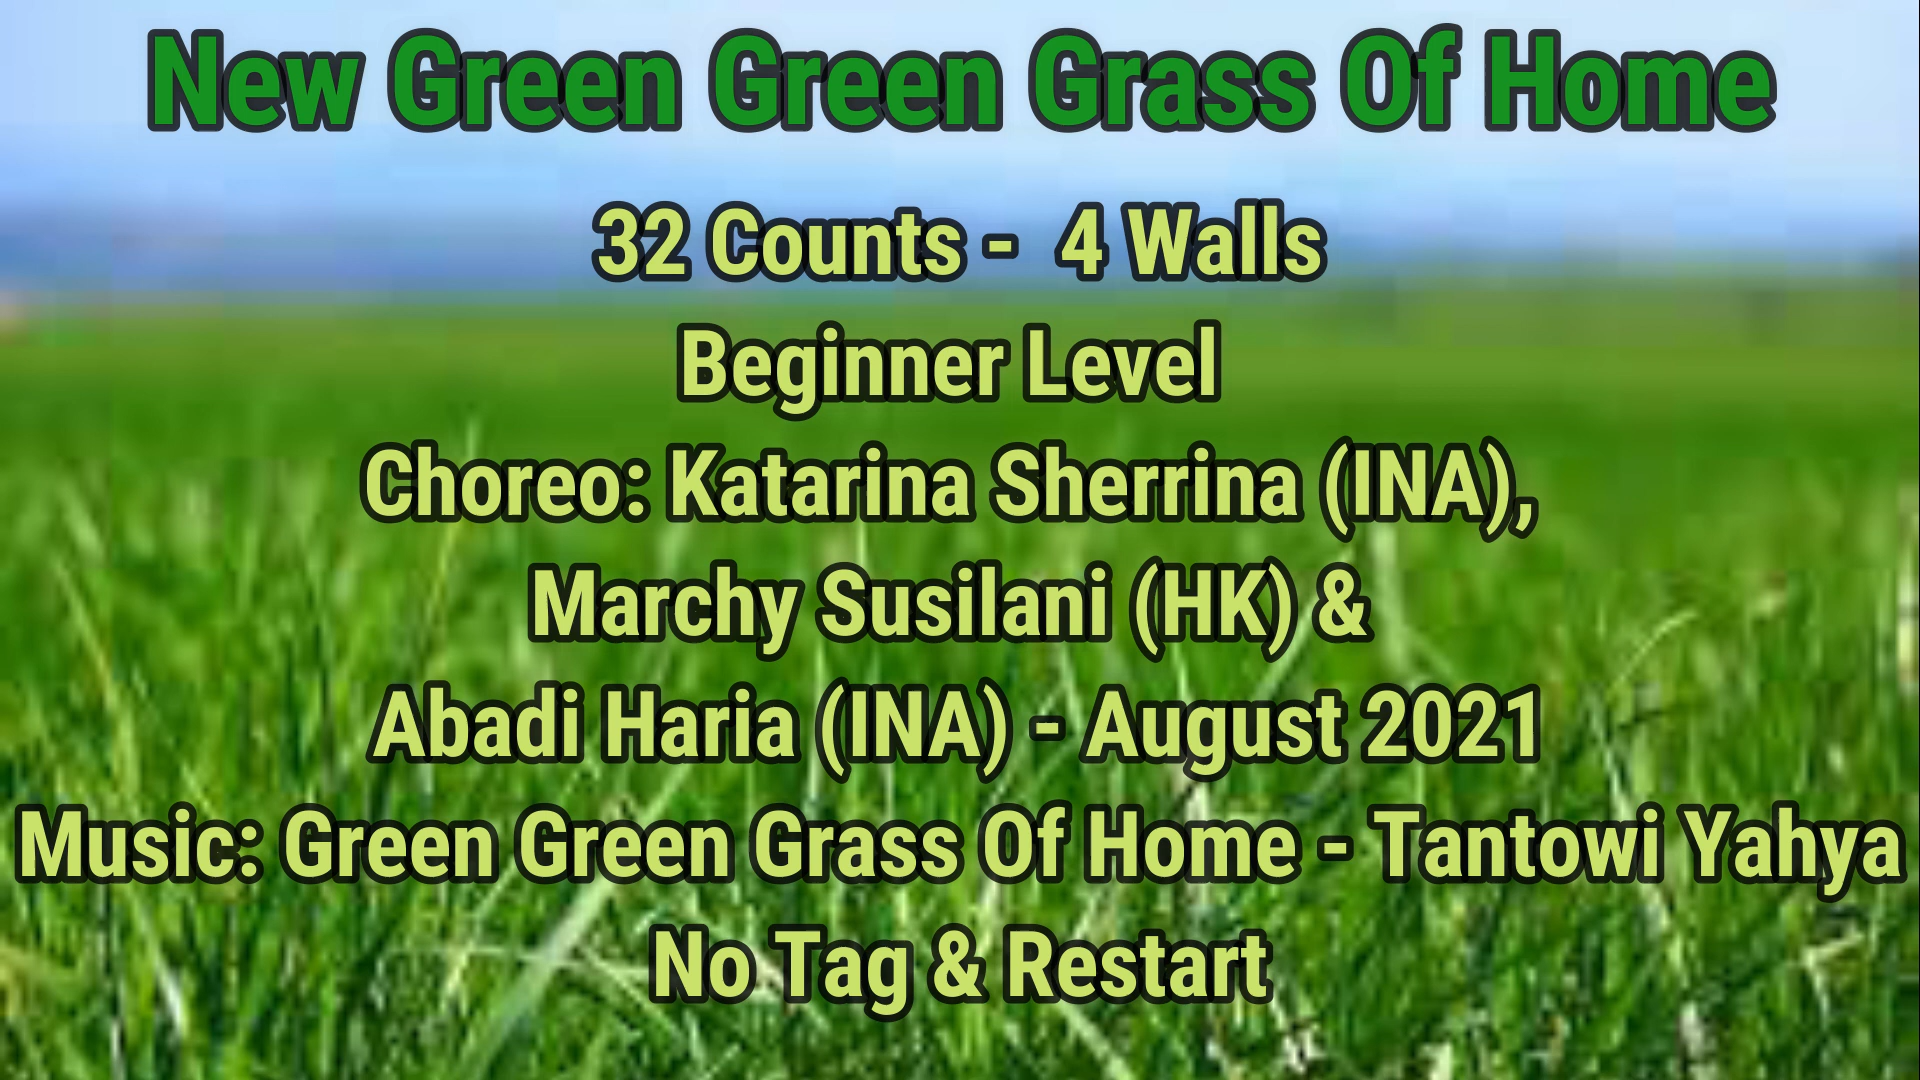 New Green Green Grass Of Home
32 Counts -  4 Walls
Beginner Level
Choreo: Katarina Sherrina (INA),
Marchy Susilani (HK) &
Abadi Haria (INA) - August 2021
Music: Green Green Grass Of Home - Tantowi Yahya
No Tag & Restart